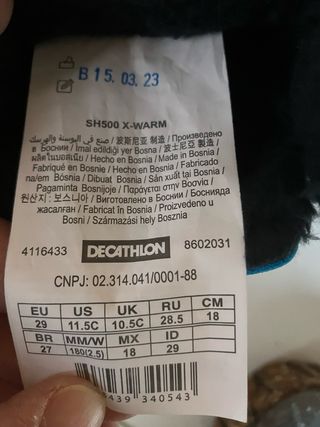 B 15. 03. 23
SH500 X-WARM
صنع في البوسنة والهرسك / 波斯尼亚 制造 / Произведено
в Боснии / Imal edildiği yer Bosna / 波士尼亞 製造 /
ผลิตในบอสเนีย / Hecho en Bosnia / Made in Bosnia /
Fabriqué en Bosnie / Hecho en Bosnia / Fabricado
na/em Bósnia / Dibuat Bosnia / Sản xuất tại Bosnia /
Pagaminta Bosnijoje / Παράγεται στην Βοσνία /
원산지 : 보스니아 / Виготовлено в Боснии / Боснияда
жасалған / Fabricat în Bosnia / Proizvedeno u
Bosni / Származási hely Bosznia
4116433 DECATHLON 8602031
CNPJ: 02.314.041/0001-88
EU US UK RU CM
29 11.5C 10.5C 28.5 18
BR MM/W MX ID
27 180(2.5) 18 29
439 340543